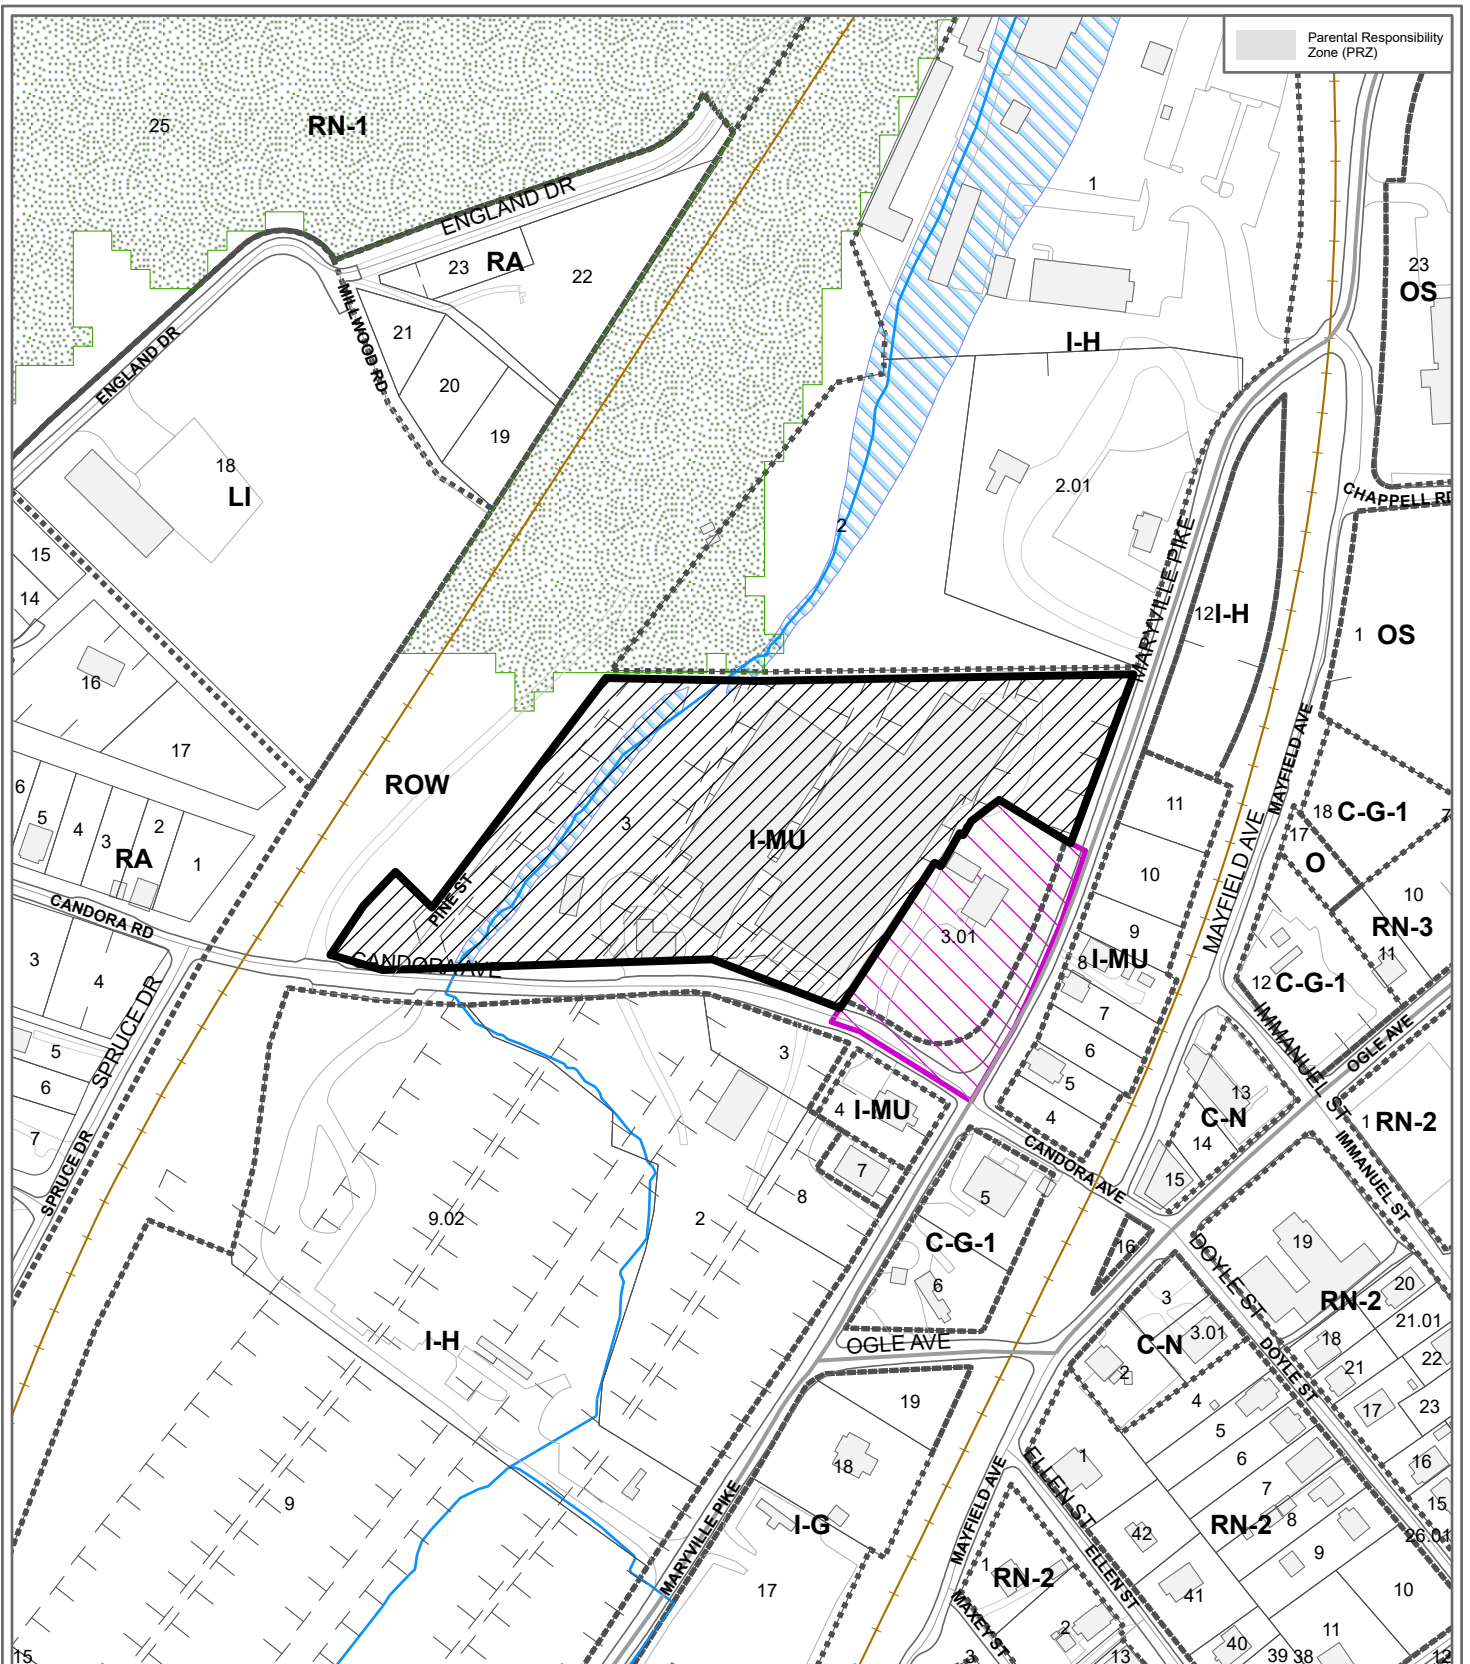 Parental Responsibility
Zone (PRZ)
25
RN-1
ENGLAND DR
23
RA
22
MILLWOOD RD
21
20
19
ENGLAND DR
18
LI
15
14
16
17
1
I-H
23
OS
2
2.01
CHAPPELL RD
MARYVILLE PIKE
12
I-H
1
OS
MAYFIELD AVE
ROW
3
I-MU
PINE ST
CANDORA AVE
3.01
11
10
9
8
I-MU
7
6
5
4
MAYFIELD AVE
18
C-G-1
7
17
O
10
RN-3
11
12
C-G-1
IMMANUEL ST
OGLE AVE
6
5
4
3
2
RA
1
CANDORA RD
3
4
SPRUCE DR
5
6
7
SPRUCE DR
3
4
I-MU
7
8
2
9.02
CANDORA AVE
5
C-G-1
6
OGLE AVE
13
C-N
14
15
16
1
RN-2
IMMANUEL ST
DOYLE ST
19
RN-2
20
21.01
18
22
21
17
23
16
15
26.01
3
C-N
3.01
2
DOYLE ST
4
5
6
7
RN-2
8
9
10
11
I-H
9
15
MARYVILLE PIKE
19
18
I-G
17
MAYFIELD AVE
ELLEN ST
1
42
41
40
39
38
12
ELLEN ST
1
RN-2
MAXEY ST
2
3
13